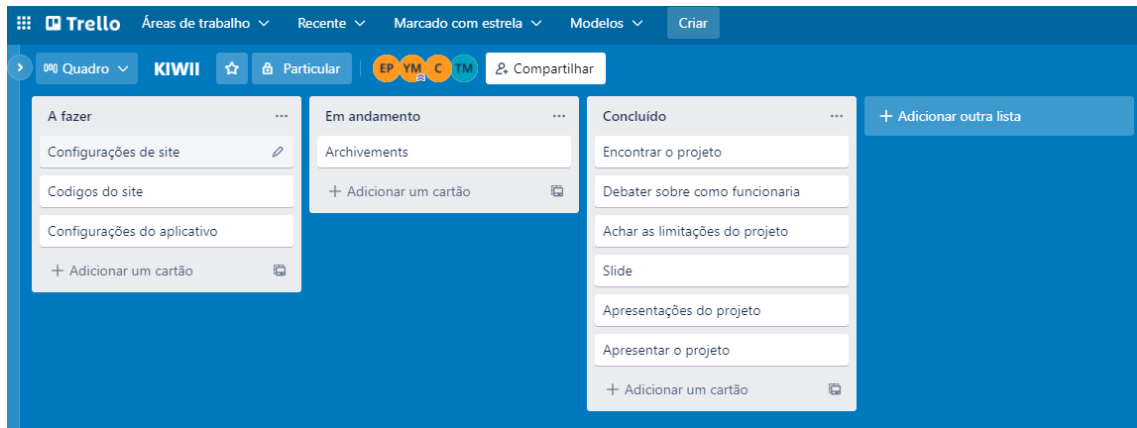 Trello Áreas de trabalho Recente Marcado com estrela Modelos Criar
Quadro KIWII Particular EP YM C TM Compartilhar
A fazer
Configurações de site
Codigos do site
Configurações do aplicativo
+ Adicionar um cartão
Em andamento
Archivements
+ Adicionar um cartão
Concluído
Encontrar o projeto
Debater sobre como funcionaria
Achar as limitações do projeto
Slide
Apresentações do projeto
Apresentar o projeto
+ Adicionar um cartão
+ Adicionar outra lista